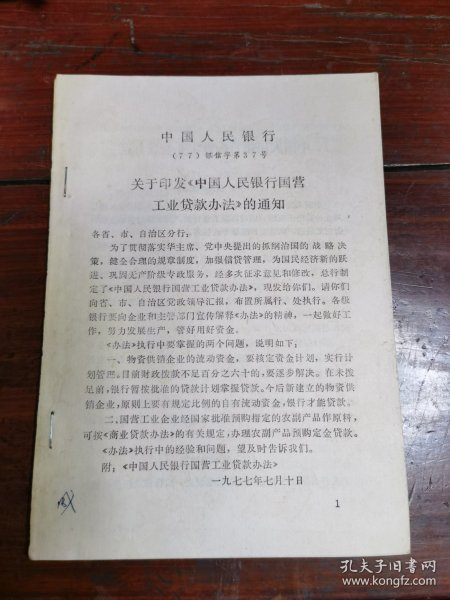 中国人民银行
(77)银信字第37号
关于印发《中国人民银行国营
工业贷款办法》的通知
各省、市、自治区分行：
为了贯彻落实华主席、党中央提出的抓纲治国的战略决
策，健全合理的规章制度，加强信贷管理，为国民经济新的跃
进、巩固无产阶级专政服务，经多次征求意见和修改，总行制
定了《中国人民银行国营工业贷款办法》，现发给你们。请你们
向省、市、自治区党政领导汇报，布置所属行、处执行。各级
银行要向企业和主管部门宣传解释《办法》的精神，一起做好工
作，努力发展生产，管好用好资金。
《办法》执行中要掌握的两个问题，说明如下：
一、物资供销企业的流动资金，要核定资金计划，实行计
划管理。目前财政拨款不足百分之六十的，要逐步解决。在未拨
足前，银行暂按批准的贷款计划掌握贷款。今后新建立的物资供
销企业，原则上要有规定比例的自有流动资金，银行才能贷款。
二、国营工业企业经国家批准预购指定的农副产品作原料，
可按《商业贷款办法》的有关规定，办理农副产品预购定金贷款。
《办法》执行中的经验和问题，望及时告诉我们。
附：《中国人民银行国营工业贷款办法》
一九七七年七月十日
1
孔夫子旧书网
www.kongfz.com